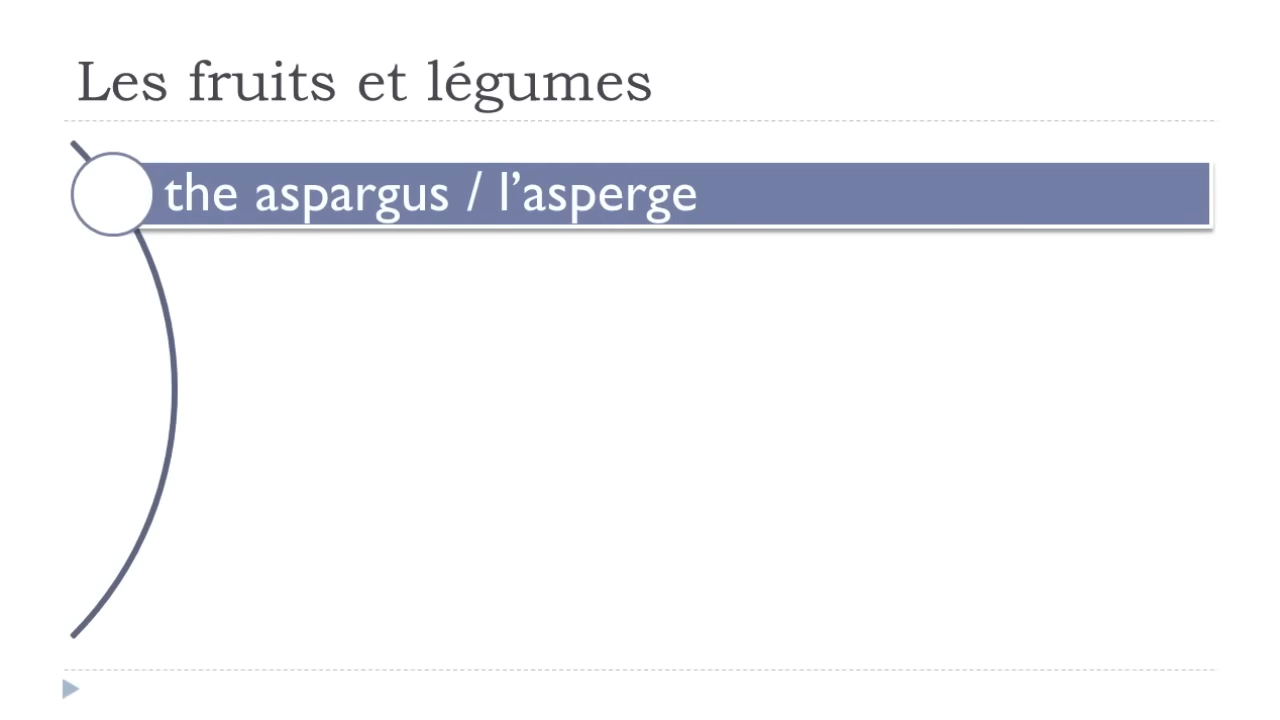 Les fruits et légumes
the aspargus / l’asperge